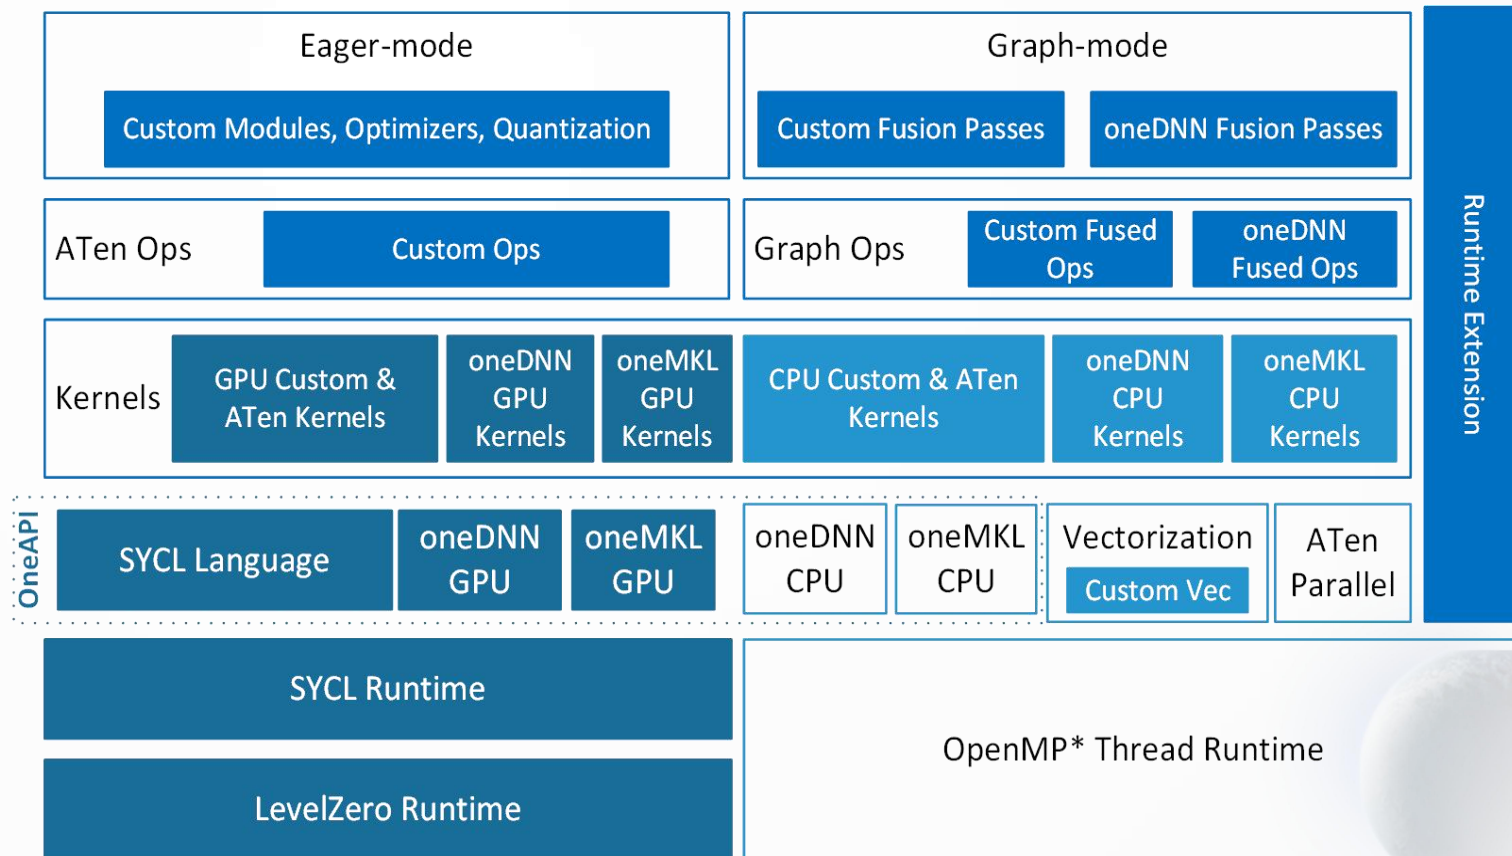 Eager-mode
Custom Modules, Optimizers, Quantization
Graph-mode
Custom Fusion Passes
oneDNN Fusion Passes
ATen Ops
Custom Ops
Graph Ops
Custom Fused
Ops
oneDNN
Fused Ops
Runtime Extension
Kernels
GPU Custom &
ATen Kernels
oneDNN
GPU
Kernels
oneMKL
GPU
Kernels
CPU Custom & ATen
Kernels
oneDNN
CPU
Kernels
oneMKL
CPU
Kernels
OneAPI
SYCL Language
oneDNN
GPU
oneMKL
GPU
oneDNN
CPU
oneMKL
CPU
Vectorization
Custom Vec
ATen
Parallel
SYCL Runtime
LevelZero Runtime
OpenMP* Thread Runtime